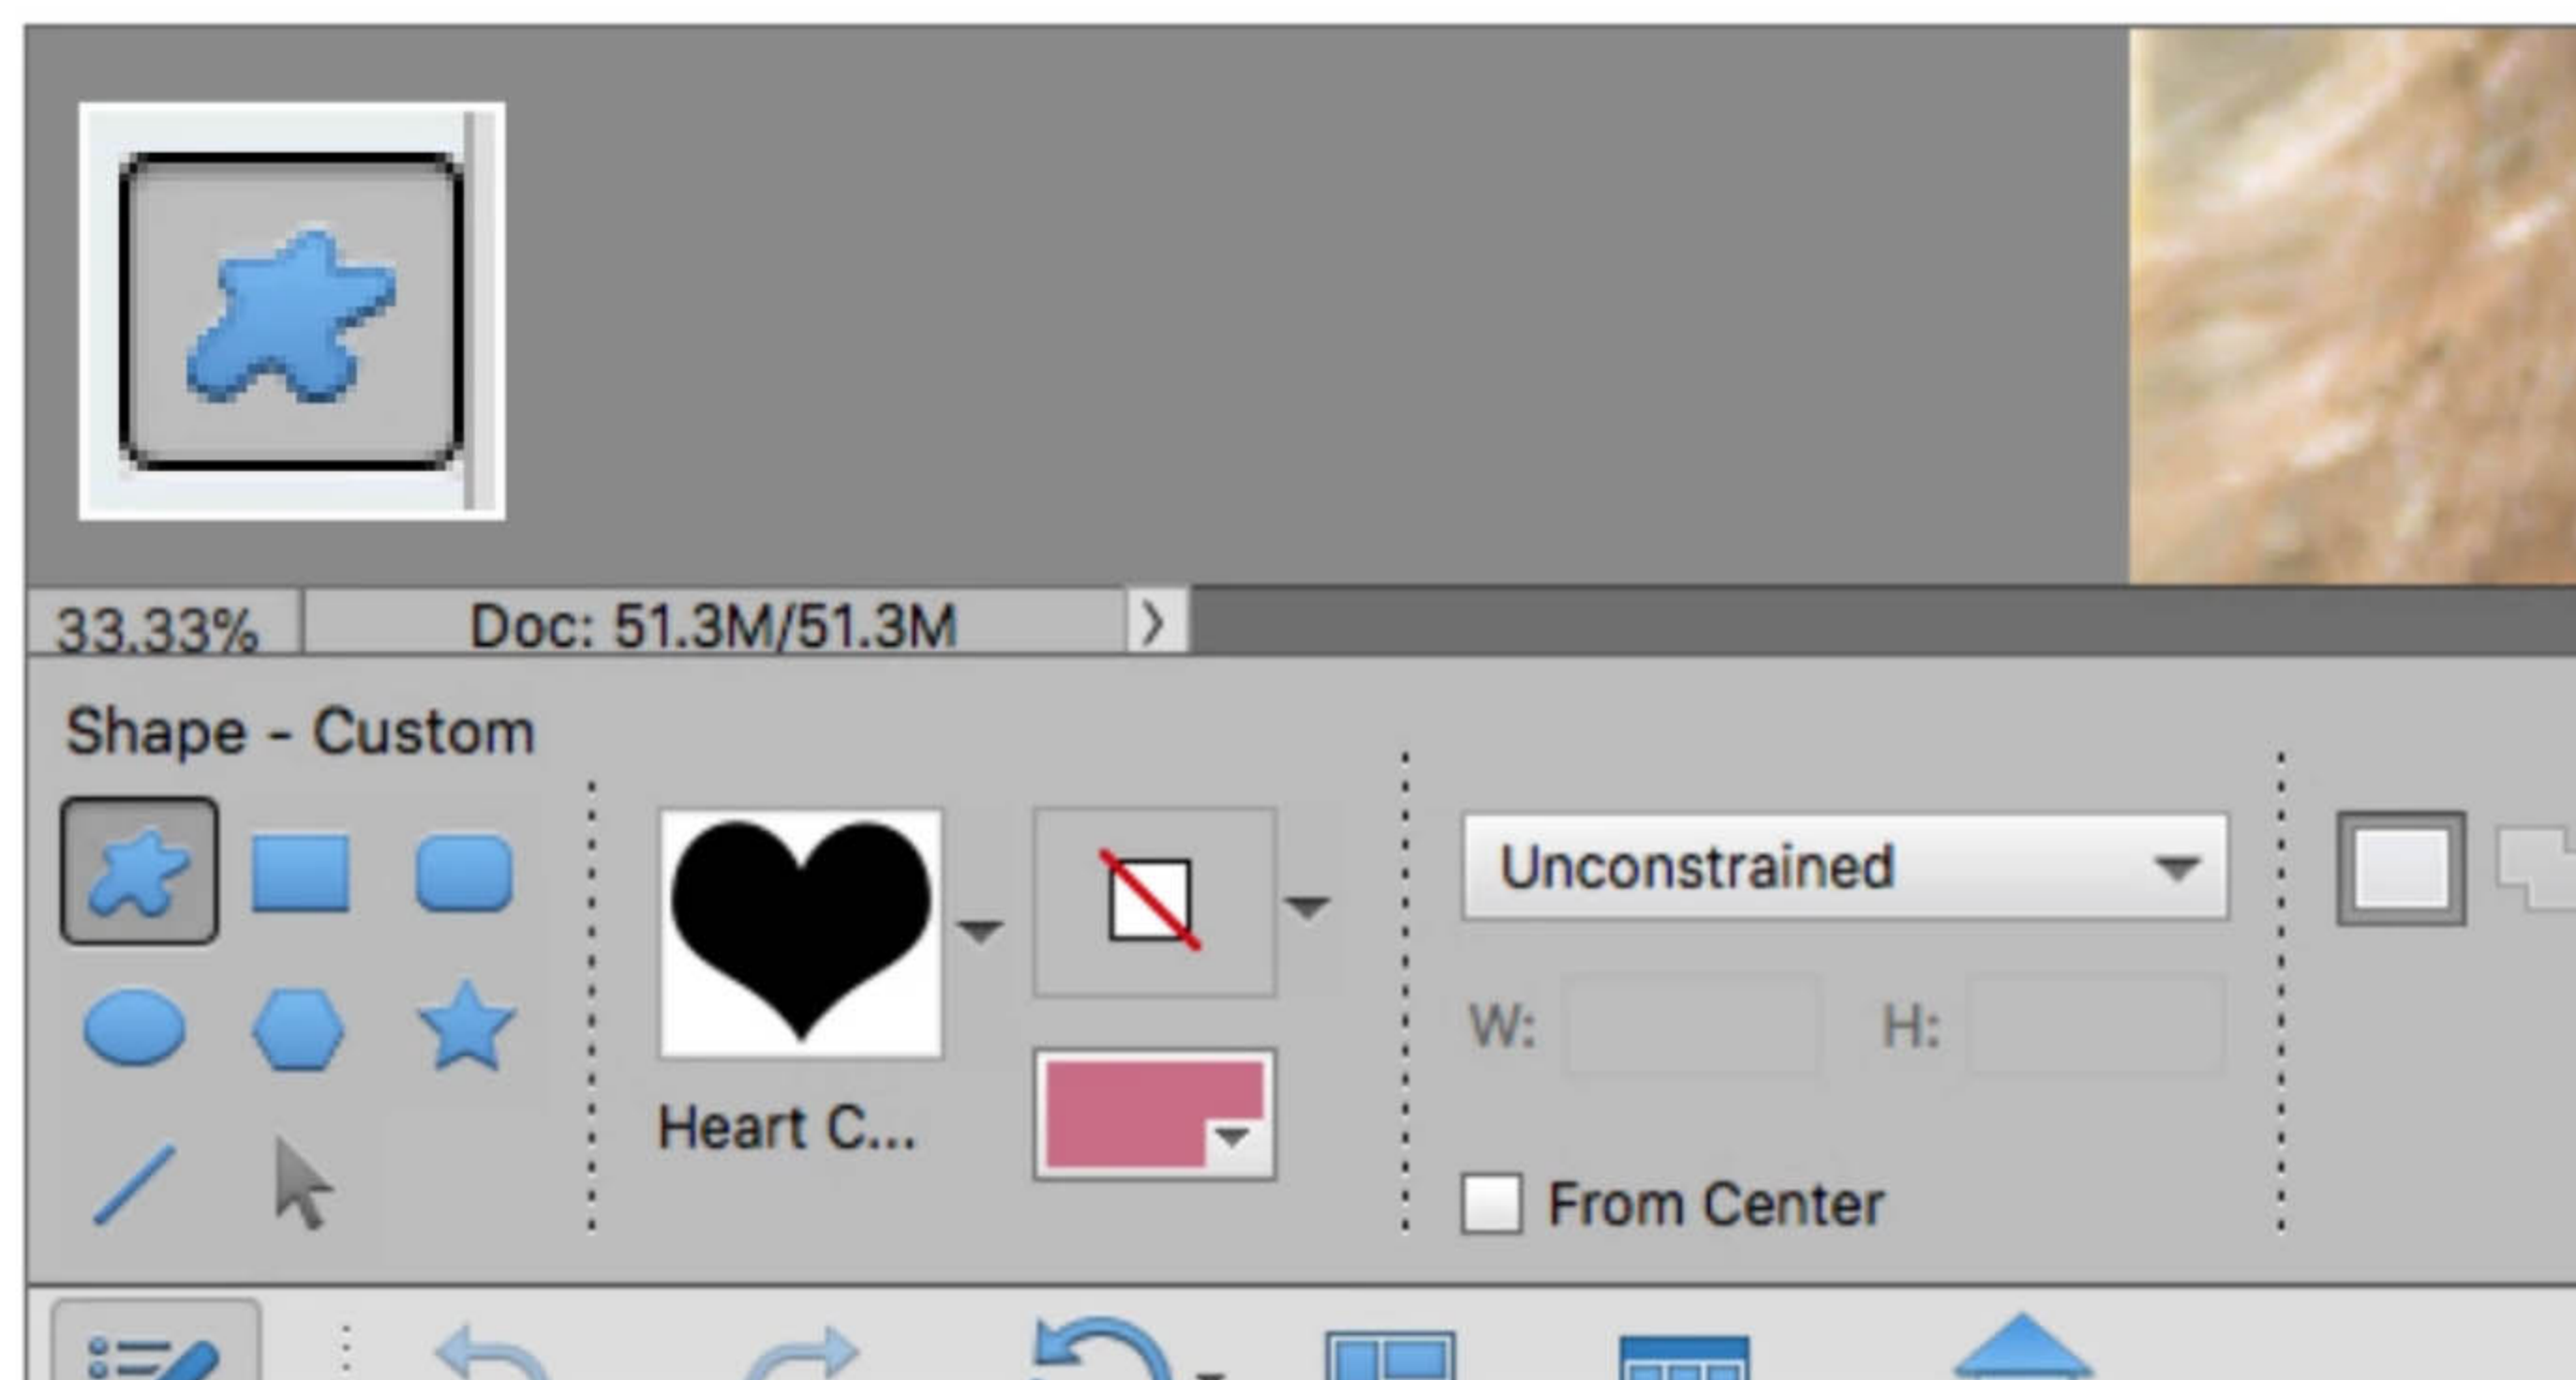 33.33%
Doc: 51.3M/51.3M
Shape - Custom
Unconstrained
W:
H:
Heart C...
From Center